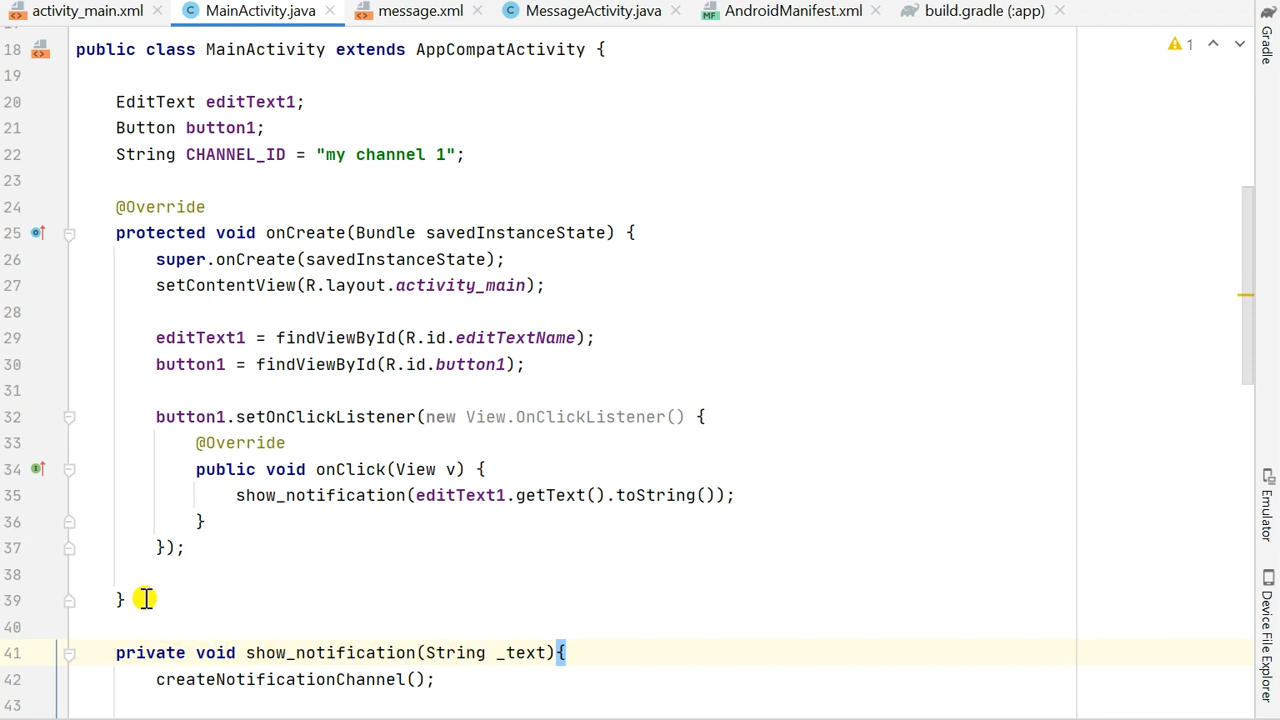 activity_main.xml
MainActivity.java
message.xml
MessageActivity.java
MF AndroidManifest.xml
build.gradle (:app)
Gradle
1
18 public class MainActivity extends AppCompatActivity {
19
20 EditText editText1;
21 Button button1;
22 String CHANNEL_ID = "my channel 1";
23
24 @Override
25 protected void onCreate(Bundle savedInstanceState) {
26 super.onCreate(savedInstanceState);
27 setContentView(R.layout.activity_main);
28
29 editText1 = findViewById(R.id.editTextName);
30 button1 = findViewById(R.id.button1);
31
32 button1.setOnClickListener(new View.OnClickListener() {
33 @Override
34 public void onClick(View v) {
35 show_notification(editText1.getText().toString());
36 }
37 });
38
39 }
40
41 private void show_notification(String _text){
42 createNotificationChannel();
43
Emulator
Device File Explorer